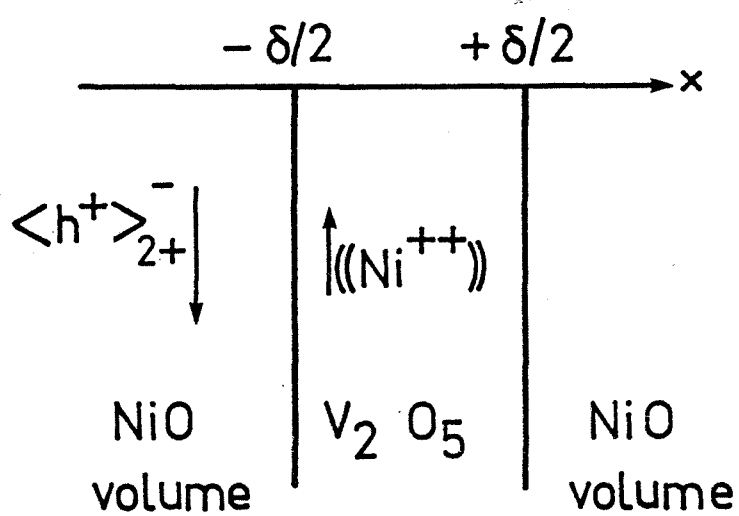 − δ/2 + δ/2
x
<h⁺>₂₊⁻
((Ni⁺⁺))
NiO V₂ O₅ NiO
volume volume